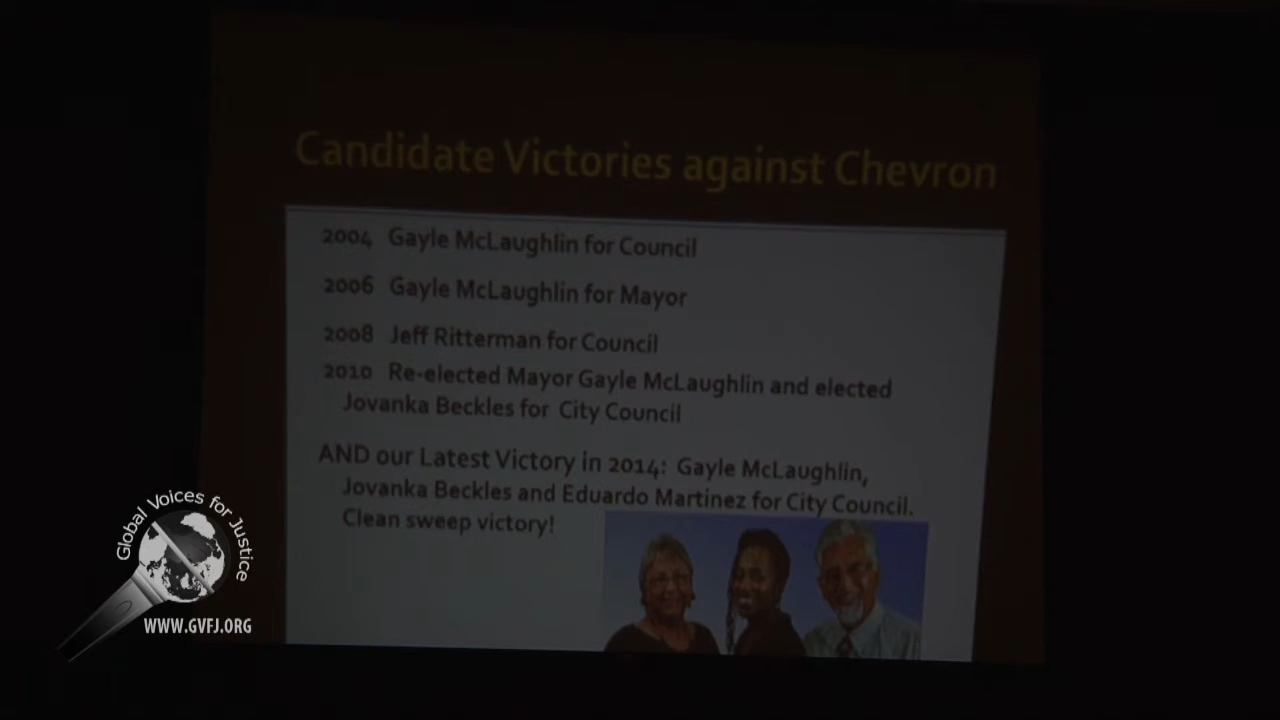 Candidate Victories against Chevron
2004 Gayle McLaughlin for Council
2006 Gayle McLaughlin for Mayor
2008 Jeff Ritterman for Council
2010 Re-elected Mayor Gayle McLaughlin and elected
Jovanka Beckles for City Council
AND our Latest Victory in 2014: Gayle McLaughlin,
Jovanka Beckles and Eduardo Martinez for City Council.
Clean sweep victory!
Global Voices for Justice
WWW.GVFJ.ORG